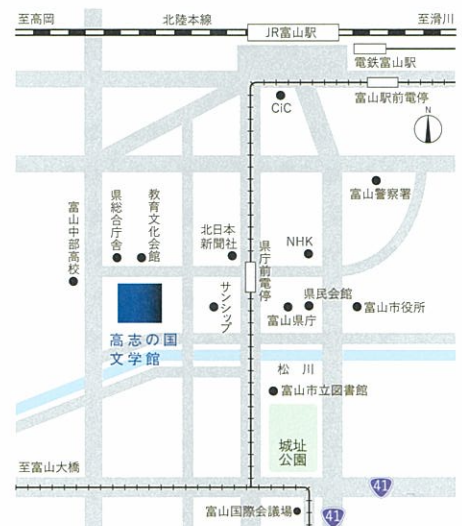 至高岡
北陸本線
至滑川
JR富山駅
電鉄富山駅
富山駅前電停
CiC
N
富山警察署
富山中部高校
県総合庁舎
教育文化会館
北日本
新聞社
県庁前電停
NHK
サンシップ
県民会館
富山県庁
富山市役所
高志の国
文学館
松川
富山市立図書館
城址
公園
至富山大橋
41
富山国際会議場
41